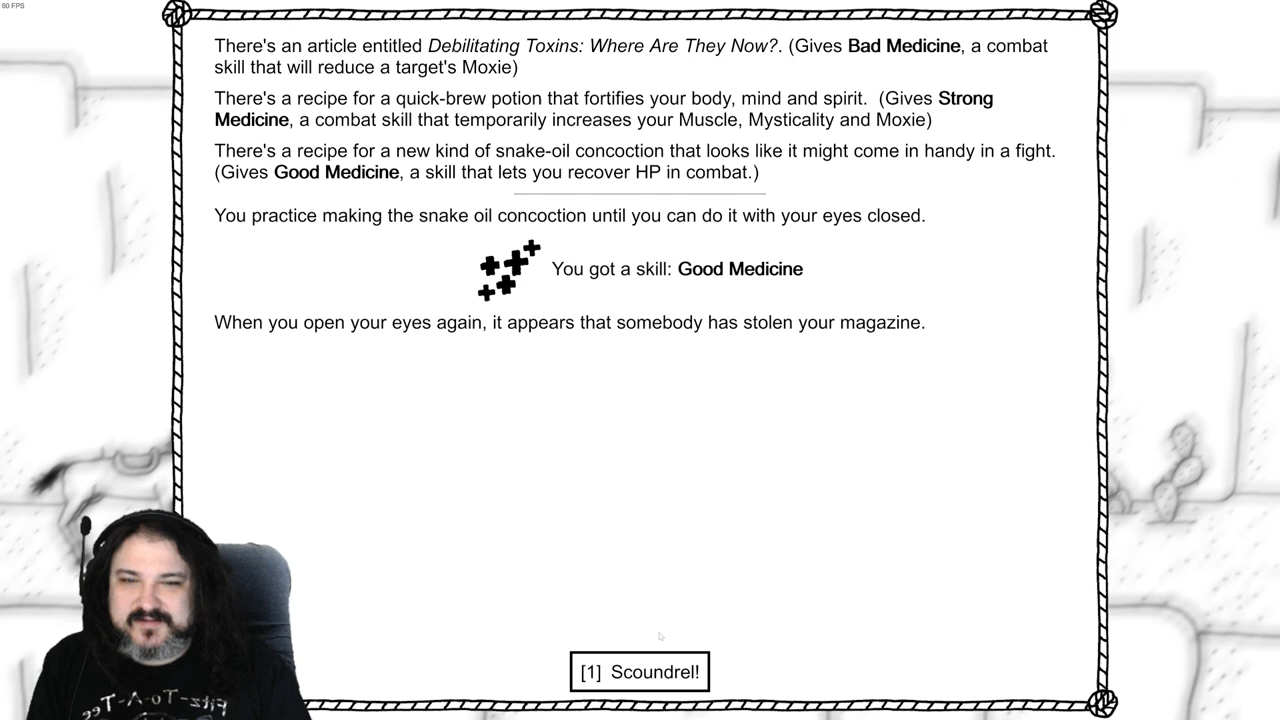 60 FPS
There's an article entitled Debilitating Toxins: Where Are They Now?. (Gives Bad Medicine, a combat
skill that will reduce a target's Moxie)
There's a recipe for a quick-brew potion that fortifies your body, mind and spirit.  (Gives Strong
Medicine, a combat skill that temporarily increases your Muscle, Mysticality and Moxie)
There's a recipe for a new kind of snake-oil concoction that looks like it might come in handy in a fight.
(Gives Good Medicine, a skill that lets you recover HP in combat.)
You practice making the snake oil concoction until you can do it with your eyes closed.
You got a skill: Good Medicine
When you open your eyes again, it appears that somebody has stolen your magazine.
[1] Scoundrel!
Fitz-To-A-Tee